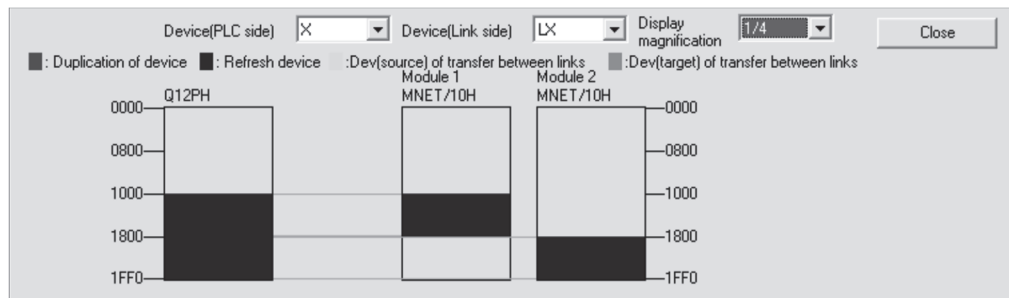 Device(PLC side) X Device(Link side) LX Display magnification 1/4 Close
: Duplication of device : Refresh device :Dev(source) of transfer between links :Dev(target) of transfer between links
Module 1 Module 2
Q12PH MNET/10H MNET/10H
0000 0000
0800 0800
1000 1000
1800 1800
1FF0 1FF0